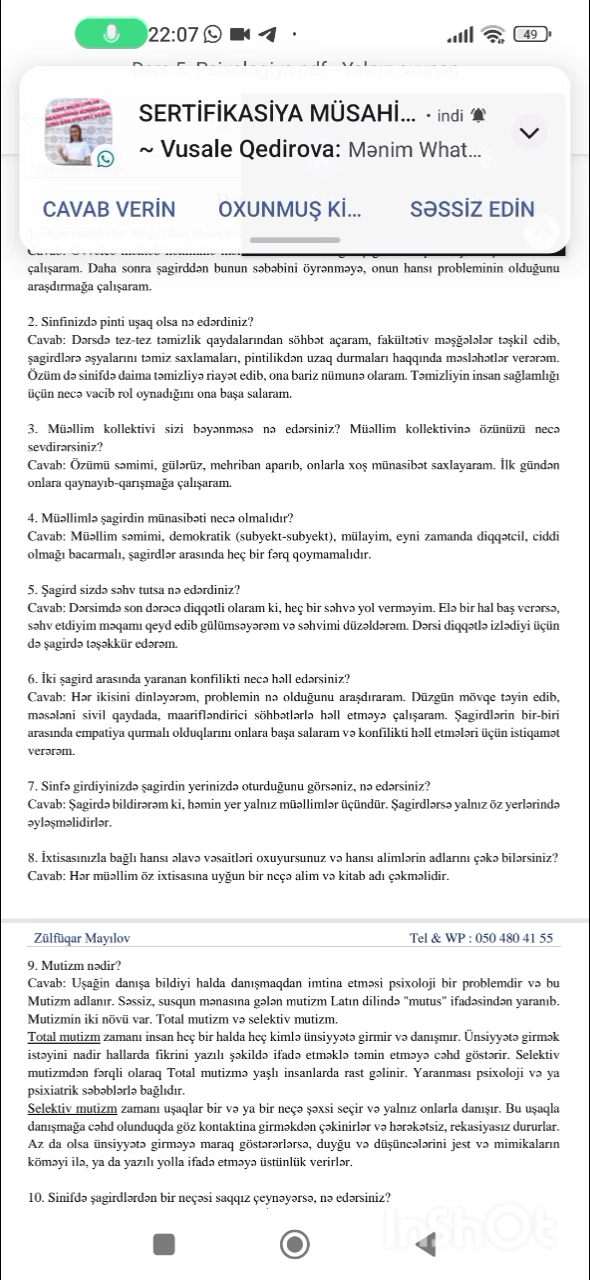 22:07
49
Dərs 5. Psixologiya.pdf - Yalnız oxunan
SERTİFİKASİYA MÜSAHİ... • indi
~ Vusale Qedirova: Mənim What...
CAVAB VERİN OXUNMUŞ Kİ... SƏSSİZ EDİN
çalışaram. Daha sonra şagirddən bunun səbəbini öyrənməyə, onun hansı probleminin olduğunu
araşdırmağa çalışaram.
2. Sinfinizdə pinti uşaq olsa nə edərdiniz?
Cavab: Dərsdə tez-tez təmizlik qaydalarından söhbət açaram, fakültətiv məşğələlər təşkil edib,
şagirdlərə əşyalarını təmiz saxlamaları, pintilikdən uzaq durmaları haqqında məsləhətlər verərəm.
Özüm də sinifdə daima təmizliyə riayət edib, ona bariz nümunə olaram. Təmizliyin insan sağlamlığı
üçün necə vacib rol oynadığını ona başa salaram.
3. Müəllim kollektivi sizi bəyənməsə nə edərsiniz? Müəllim kollektivinə özünüzü necə
sevdirərsiniz?
Cavab: Özümü səmimi, gülərüz, mehriban aparıb, onlarla xoş münasibət saxlayaram. İlk gündən
onlara qaynayıb-qarışmağa çalışaram.
4. Müəllimlə şagirdin münasibəti necə olmalıdır?
Cavab: Müəllim səmimi, demokratik (subyekt-subyekt), mülayim, eyni zamanda diqqətcil, ciddi
olmağı bacarmalı, şagirdlər arasında heç bir fərq qoymamalıdır.
5. Şagird sizdə səhv tutsa nə edərdiniz?
Cavab: Dərsimdə son dərəcə diqqətli olaram ki, heç bir səhvə yol verməyim. Elə bir hal baş verərsə,
səhv etdiyim məqamı qeyd edib gülümsəyərəm və səhvimi düzəldərəm. Dərsi diqqətlə izlədiyi üçün
də şagirdə təşəkkür edərəm.
6. İki şagird arasında yaranan konfilikti necə həll edərsiniz?
Cavab: Hər ikisini dinləyərəm, problemin nə olduğunu araşdıraram. Düzgün mövqe təyin edib,
məsələni sivil qaydada, maarifləndirici söhbətlərlə həll etməyə çalışaram. Şagirdlərin bir-biri
arasında empatiya qurmalı olduqlarını onlara başa salaram və konfilikti həll etmələri üçün istiqamət
verərəm.
7. Sinfə girdiyinizdə şagirdin yerinizdə oturduğunu görsəniz, nə edərsiniz?
Cavab: Şagirdə bildirərəm ki, həmin yer yalnız müəllimlər üçündür. Şagirdlərsə yalnız öz yerlərində
əyləşməlidirlər.
8. İxtisasınızla bağlı hansı əlavə vəsaitləri oxuyursunuz və hansı alimlərin adlarını çəkə bilərsiniz?
Cavab: Hər müəllim öz ixtisasına uyğun bir neçə alim və kitab adı çəkməlidir.
Zülfüqar Mayılov Tel & WP : 050 480 41 55
9. Mutizm nədir?
Cavab: Uşağin danışa bildiyi halda danışmaqdan imtina etməsi psixoloji bir problemdir və bu
Mutizm adlanır. Səssiz, susqun mənasına gələn mutizm Latın dilində "mutus" ifadəsindən yaranıb.
Mutizmin iki növü var. Total mutizm və selektiv mutizm.
Total mutizm zamanı insan heç bir halda heç kimlə ünsiyyətə girmir və danışmır. Ünsiyyətə girmək
istəyini nadir hallarda fikrini yazılı şəkildə ifadə etməklə təmin etməyə cəhd göstərir. Selektiv
mutizmdən fərqli olaraq Total mutizmə yaşlı insanlarda rast gəlinir. Yaranması psixoloji və ya
psixiatrik səbəblərlə bağlıdır.
Selektiv mutizm zamanı uşaqlar bir və ya bir neçə şəxsi seçir və yalnız onlarla danışır. Bu uşaqla
danışmağa cəhd olunduqda göz kontaktina girməkdən çəkinirlər və hərəkətsiz, rekasiyasız dururlar.
Az da olsa ünsiyyətə girməyə maraq göstərərlərsə, duyğu və düşüncələrini jest və mimikaların
köməyi ilə, ya da yazılı yolla ifadə etməyə üstünlük verirlər.
10. Sinifdə şagirdlərdən bir neçəsi saqqız çeynəyərsə, nə edərsiniz?
InShOt